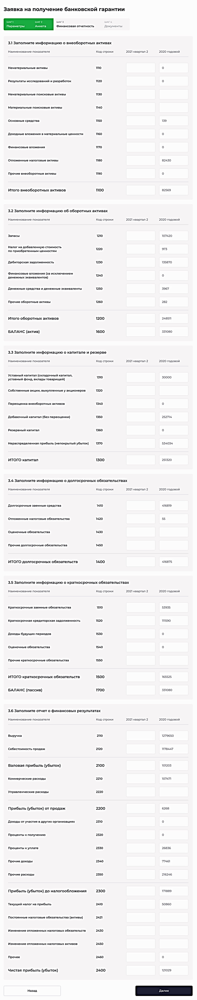 Заявка на получение банковской гарантии
ШАГ 1 ШАГ 2 ШАГ 3 ШАГ 4
Параметры Анкета Финансовая отчетность Документы
3.1 Заполните информацию о внеоборотных активах
Наименование показателя Код строки 2021 квартал 2 2020 годовой
Нематериальные активы 1110 0
Результаты исследований и разработок 1120 0
Нематериальные поисковые активы 1130
Материальные поисковые активы 1140
Основные средства 1150 139
Доходные вложения в материальные ценности 1160 0
Финансовые вложения 1170 0
Отложенные налоговые активы 1180 82430
Прочие внеоборотные активы 1190 0
Итого внеоборотных активов 1100 82569
3.2 Заполните информацию об оборотных активах
Наименование показателя Код строки 2021 квартал 2 2020 годовой
Запасы 1210 107420
Налог на добавленную стоимость
по приобретенным ценностям 1220 973
Дебиторская задолженность 1230 135870
Финансовые вложения (за исключением
денежных эквивалентов) 1240 0
Денежные средства и денежные эквиваленты 1250 3967
Прочие оборотные активы 1260 282
Итого оборотных активов 1200 248511
БАЛАНС (актив) 1600 331080
3.3 Заполните информацию о капитале и резерве
Наименование показателя Код строки 2021 квартал 2 2020 годовой
Уставный капитал (складочный капитал,
уставный фонд, вклады товарищей) 1310 30000
Собственные акции, выкупленные у акционеров 1320
Переоценка внеоборотных активов 1340 0
Добавочный капитал (без переоценки) 1350 252714
Резервный капитал 1360 0
Нераспределенная прибыль (непокрытый убыток) 1370 534034
ИТОГО капитал 1300 251320
3.4 Заполните информацию о долгосрочных обязательствах
Наименование показателя Код строки 2021 квартал 2 2020 годовой
Долгосрочные заемные средства 1410 416819
Отложенные налоговые обязательства 1420 55
Оценочные обязательства 1430
Прочие долгосрочные обязательства 1450
ИТОГО долгосрочных обязательств 1400 416875
3.5 Заполните информацию о краткосрочных обязательствах
Наименование показателя Код строки 2021 квартал 2 2020 годовой
Краткосрочные заемные обязательства 1510 53935
Краткосрочная кредиторская задолженность 1520 111590
Доходы будущих периодов 1530 0
Оценочные обязательства 1540 0
Прочие краткосрочные обязательства 1550
ИТОГО краткосрочных обязательств 1500 165525
БАЛАНС (пассив) 1700 331080
3.6 Заполните отчет о финансовых результатах
Наименование показателя Код строки 2021 квартал 2 2020 годовой
Выручка 2110 1279650
Себестоимость продаж 2120 1178447
Валовая прибыль (убыток) 2100 101203
Коммерческие расходы 2210 107471
Управленческие расходы 2220
Прибыль (убыток) от продаж 2200 6268
Доходы от участия в других организациях 2310 0
Проценты к получению 2320 0
Проценты к уплате 2330 26836
Прочие доходы 2340 77461
Прочие расходы 2350 216246
Прибыль (убыток) до налогообложения 2300 171889
Текущий налог на прибыль 2410 50860
Постоянные налоговые обязательства (активы) 2421
Изменение отложенных налоговых обязательств 2430
Изменение отложенных налоговых активов 2450
Прочее 2460 0
Чистая прибыль (убыток) 2400 121029
Назад Далее